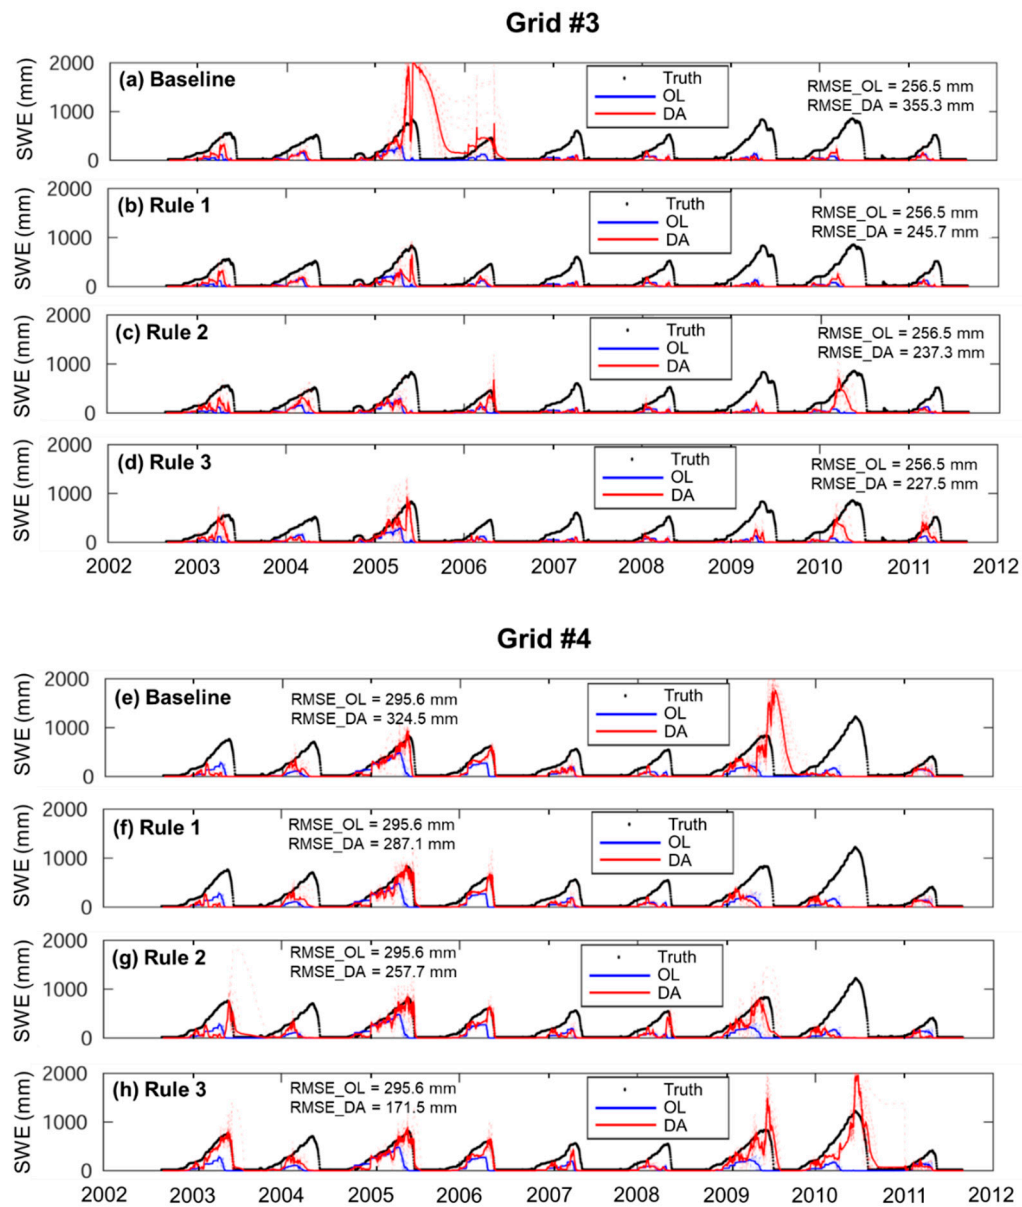 Grid #3
SWE (mm)
2000
1000
0
(a) Baseline
Truth
OL
DA
RMSE_OL = 256.5 mm
RMSE_DA = 355.3 mm
SWE (mm)
2000
1000
0
(b) Rule 1
Truth
OL
DA
RMSE_OL = 256.5 mm
RMSE_DA = 245.7 mm
SWE (mm)
2000
1000
0
(c) Rule 2
Truth
OL
DA
RMSE_OL = 256.5 mm
RMSE_DA = 237.3 mm
SWE (mm)
2000
1000
0
(d) Rule 3
Truth
OL
DA
RMSE_OL = 256.5 mm
RMSE_DA = 227.5 mm
2002 2003 2004 2005 2006 2007 2008 2009 2010 2011 2012
Grid #4
SWE (mm)
2000
1000
0
(e) Baseline
RMSE_OL = 295.6 mm
RMSE_DA = 324.5 mm
Truth
OL
DA
SWE (mm)
2000
1000
0
(f) Rule 1
RMSE_OL = 295.6 mm
RMSE_DA = 287.1 mm
Truth
OL
DA
SWE (mm)
2000
1000
0
(g) Rule 2
RMSE_OL = 295.6 mm
RMSE_DA = 257.7 mm
Truth
OL
DA
SWE (mm)
2000
1000
0
(h) Rule 3
RMSE_OL = 295.6 mm
RMSE_DA = 171.5 mm
Truth
OL
DA
2002 2003 2004 2005 2006 2007 2008 2009 2010 2011 2012